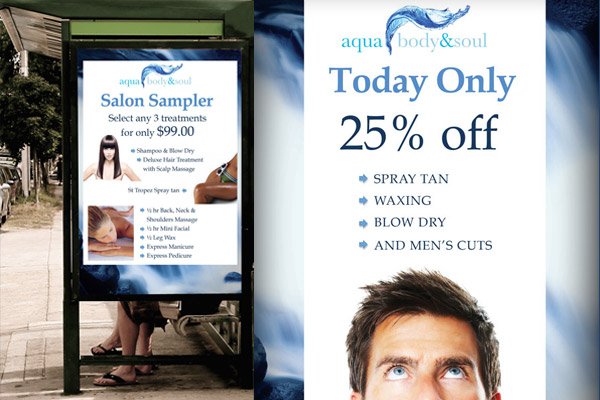 aqua body&soul
Salon Sampler
Select any 3 treatments
for only $99.00
Shampoo & Blow Dry
Deluxe Hair Treatment
with Scalp Massage
St Tropez Spray tan
½ hr Back, Neck &
Shoulders Massage
½ hr Mini Facial
½ Leg Wax
Express Manicure
Express Pedicure
aqua body&soul
Today Only
25% off
SPRAY TAN
WAXING
BLOW DRY
AND MEN'S CUTS